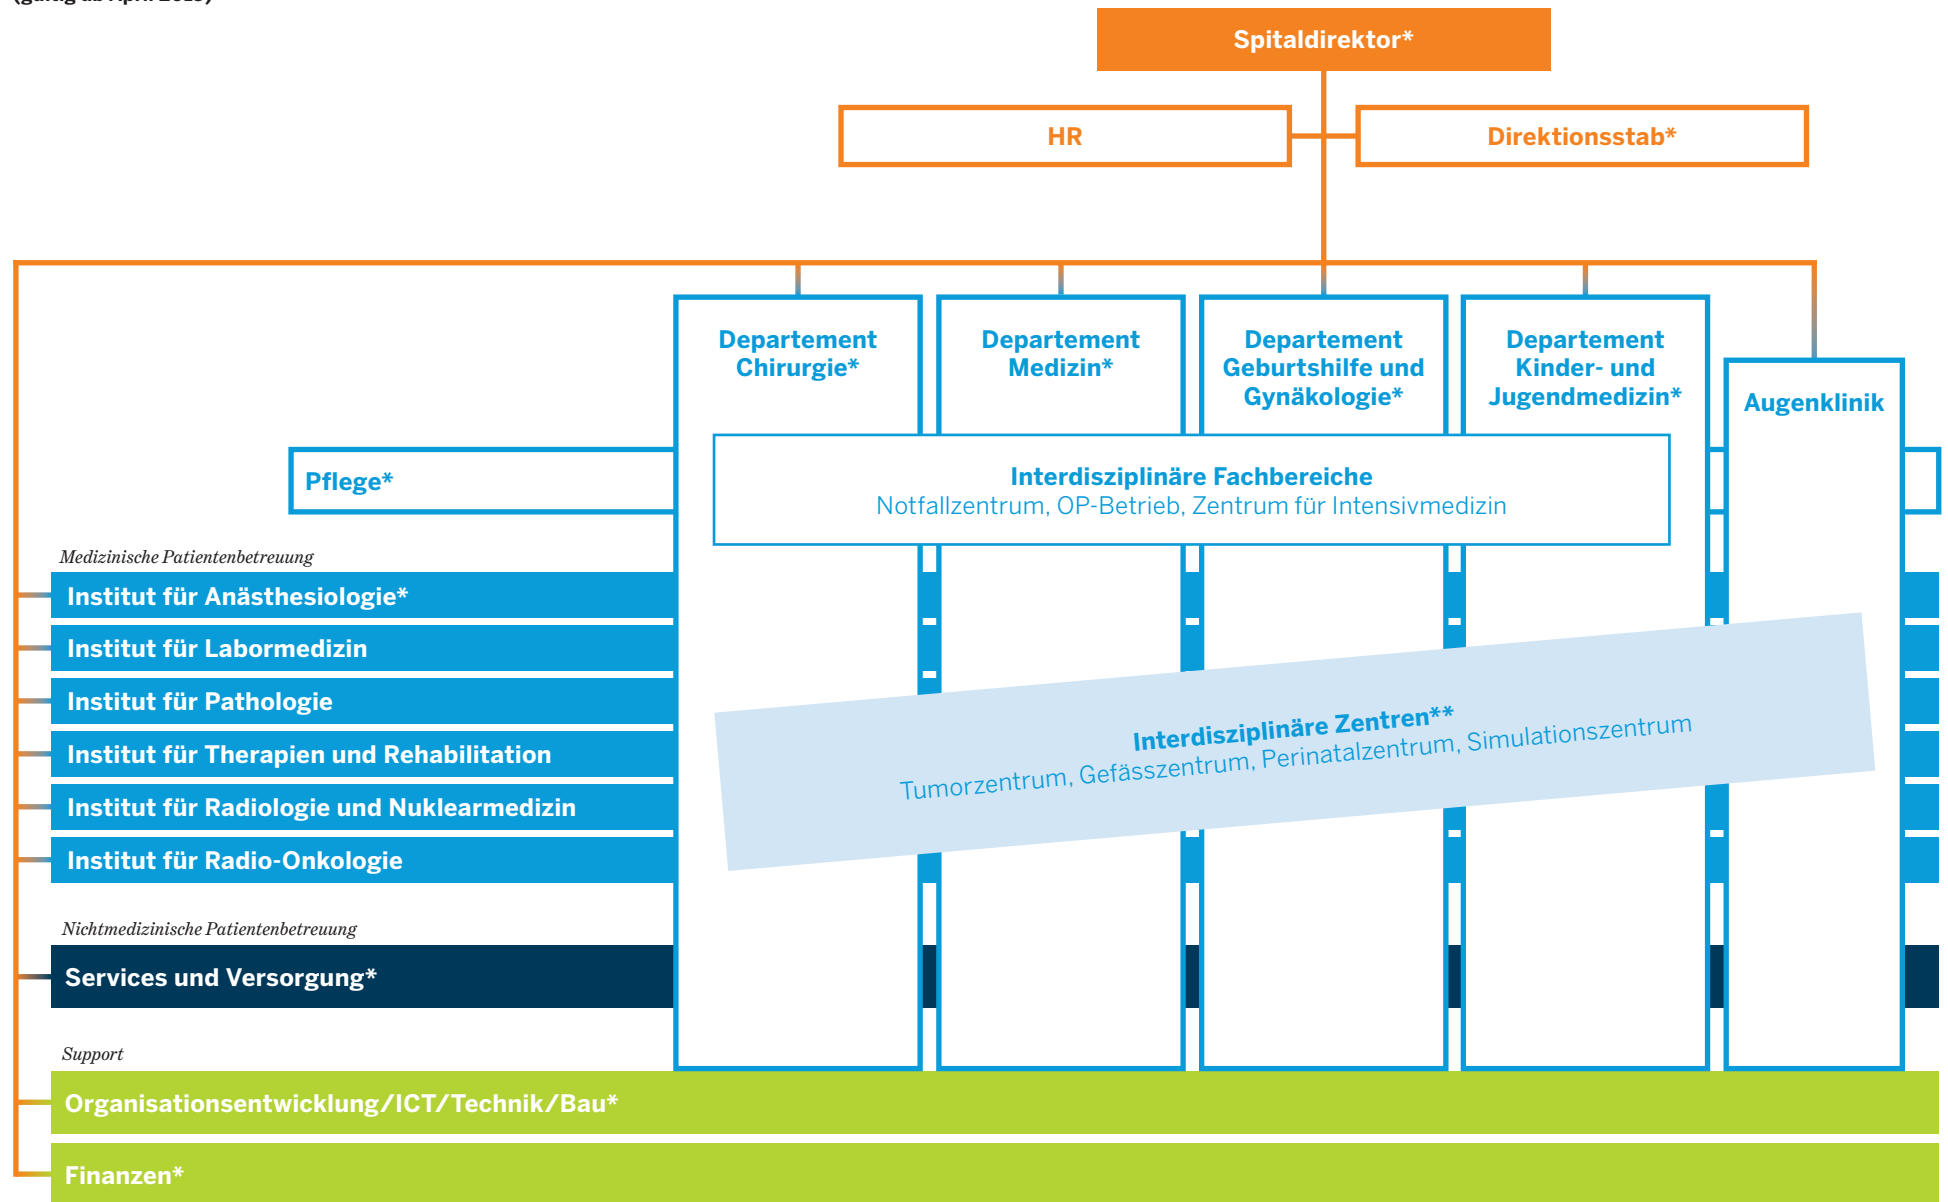 Spitaldirektor*
HR
Direktionsstab*
Departement
Chirurgie*
Departement
Medizin*
Departement
Geburtshilfe und
Gynäkologie*
Departement
Kinder- und
Jugendmedizin*
Augenklinik
Pflege*
Interdisziplinäre Fachbereiche
Notfallzentrum, OP-Betrieb, Zentrum für Intensivmedizin
Medizinische Patientenbetreuung
Institut für Anästhesiologie*
Institut für Labormedizin
Institut für Pathologie
Institut für Therapien und Rehabilitation
Institut für Radiologie und Nuklearmedizin
Institut für Radio-Onkologie
Interdisziplinäre Zentren**
Tumorzentrum, Gefässzentrum, Perinatalzentrum, Simulationszentrum
Nichtmedizinische Patientenbetreuung
Services und Versorgung*
Support
Organisationsentwicklung/ICT/Technik/Bau*
Finanzen*